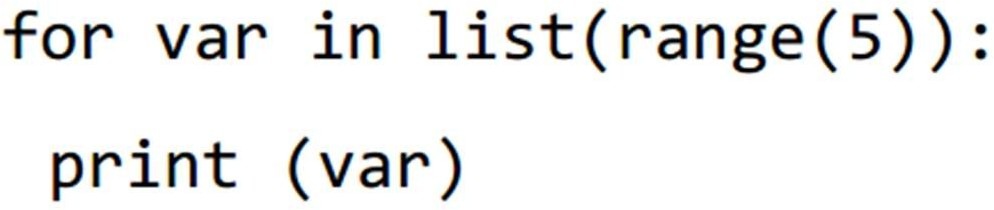 for var in list(range(5)):
 print (var)